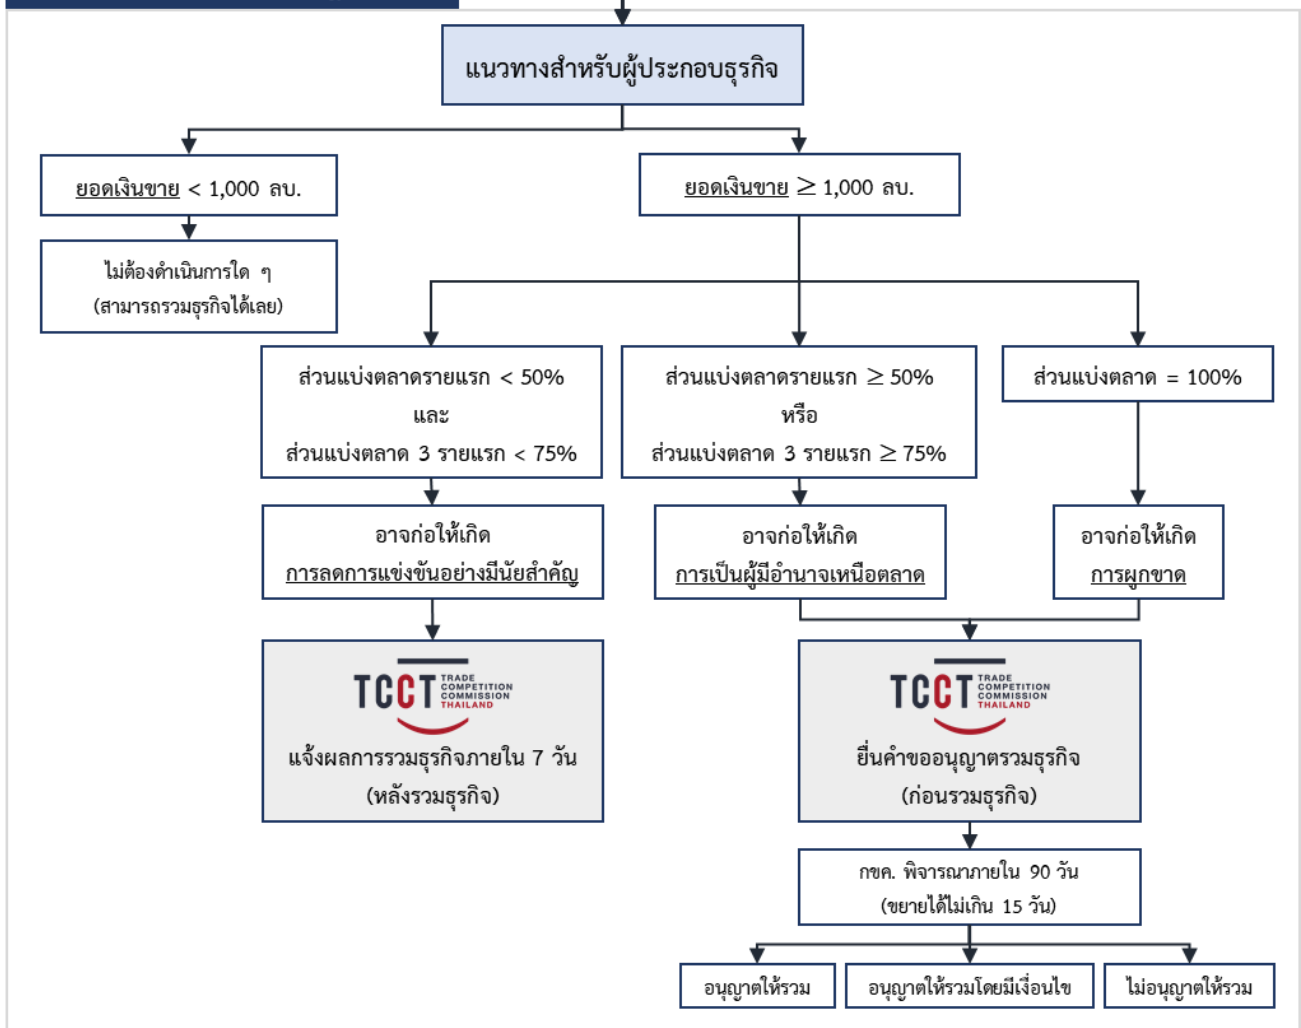 แนวทางสำหรับผู้ประกอบธุรกิจ
ยอดเงินขาย < 1,000 ลบ.
ยอดเงินขาย ≥ 1,000 ลบ.
ไม่ต้องดำเนินการใด ๆ
(สามารถรวมธุรกิจได้เลย)
ส่วนแบ่งตลาดรายแรก < 50%
และ
ส่วนแบ่งตลาด 3 รายแรก < 75%
ส่วนแบ่งตลาดรายแรก ≥ 50%
หรือ
ส่วนแบ่งตลาด 3 รายแรก ≥ 75%
ส่วนแบ่งตลาด = 100%
อาจก่อให้เกิด
การลดการแข่งขันอย่างมีนัยสำคัญ
อาจก่อให้เกิด
การเป็นผู้มีอำนาจเหนือตลาด
อาจก่อให้เกิด
การผูกขาด
TCCT
TRADE
COMPETITION
COMMISSION
THAILAND
แจ้งผลการรวมธุรกิจภายใน 7 วัน
(หลังรวมธุรกิจ)
TCCT
TRADE
COMPETITION
COMMISSION
THAILAND
ยื่นคำขออนุญาตรวมธุรกิจ
(ก่อนรวมธุรกิจ)
กขค. พิจารณาภายใน 90 วัน
(ขยายได้ไม่เกิน 15 วัน)
อนุญาตให้รวม
อนุญาตให้รวมโดยมีเงื่อนไข
ไม่อนุญาตให้รวม